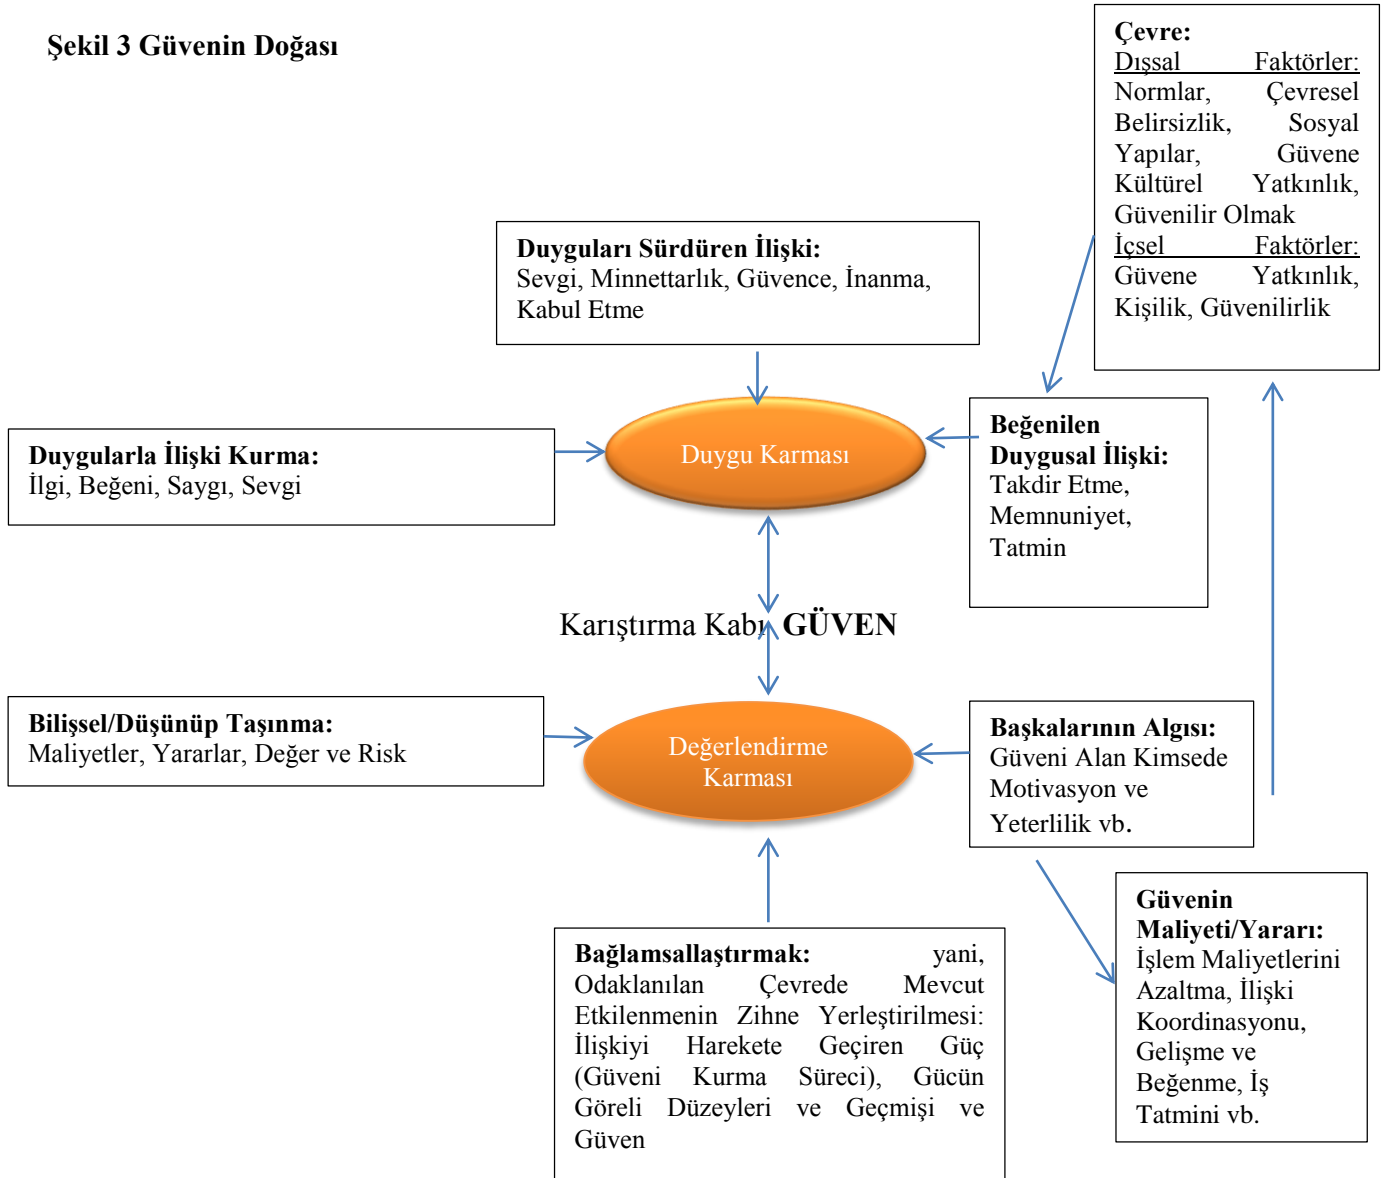 Şekil 3 Güvenin Doğası
Çevre:
Dışsal Faktörler:
Normlar, Çevresel
Belirsizlik, Sosyal
Yapılar, Güvene
Kültürel Yatkınlık,
Güvenilir Olmak
İçsel Faktörler:
Güvene Yatkınlık,
Kişilik, Güvenilirlik
Duyguları Sürdüren İlişki:
Sevgi, Minnettarlık, Güvence, İnanma,
Kabul Etme
Duygularla İlişki Kurma:
İlgi, Beğeni, Saygı, Sevgi
Duygu Karması
Beğenilen
Duygusal İlişki:
Takdir Etme,
Memnuniyet,
Tatmin
Karıştırma Kabı GÜVEN
Bilişsel/Düşünüp Taşınma:
Maliyetler, Yararlar, Değer ve Risk
Değerlendirme
Karması
Başkalarının Algısı:
Güveni Alan Kimsede
Motivasyon ve
Yeterlilik vb.
Bağlamsallaştırmak: yani,
Odaklanılan Çevrede Mevcut
Etkilenmenin Zihne Yerleştirilmesi:
İlişkiyi Harekete Geçiren Güç
(Güveni Kurma Süreci), Gücün
Göreli Düzeyleri ve Geçmişi ve
Güven
Güvenin
Maliyeti/Yararı:
İşlem Maliyetlerini
Azaltma, İlişki
Koordinasyonu,
Gelişme ve
Beğenme, İş
Tatmini vb.